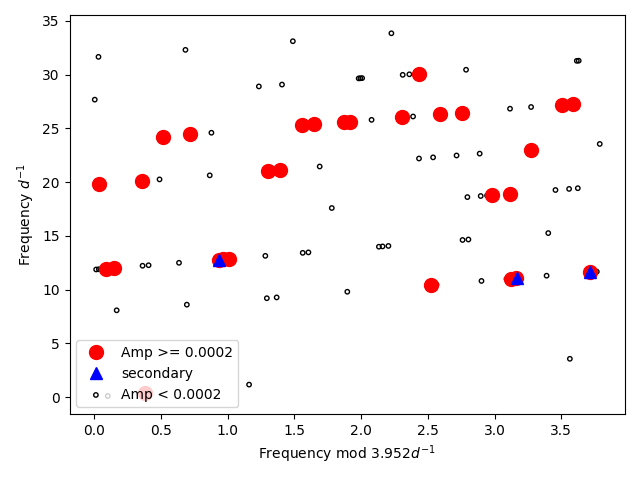 35
30
25
20
15
10
5
0
Frequency d⁻¹
Amp >= 0.0002
secondary
Amp < 0.0002
0.0 0.5 1.0 1.5 2.0 2.5 3.0 3.5
Frequency mod 3.952d⁻¹